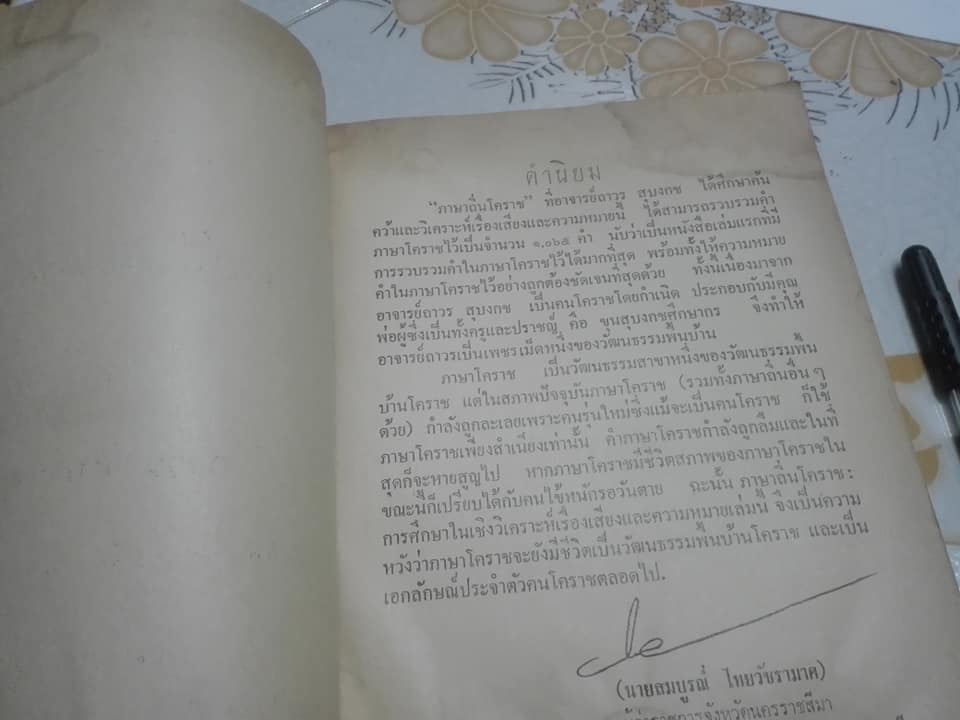 คำนิยม
"ภาษาถิ่นโคราช" ที่อาจารย์ถาวร สุบงกช ได้ศึกษาค้น
คว้าและวิเคราะห์เรื่องเสียงและความหมายนี้ ได้สามารถรวบรวมคำ
ภาษาโคราชไว้เป็นจำนวน ๑,๐๖๕ คำ นับว่าเป็นหนังสือเล่มแรกที่มี
การรวบรวมคำในภาษาโคราชไว้ได้มากที่สุด พร้อมทั้งให้ความหมาย
คำในภาษาโคราชไว้อย่างถูกต้องชัดเจนที่สุดด้วย ทั้งนี้เนื่องมาจาก
อาจารย์ถาวร สุบงกช เป็นคนโคราชโดยกำเนิด ประกอบกับมีคุณ
พ่อผู้ซึ่งเป็นทั้งครูและปราชญ์ คือ ขุนสุบงกชศึกษากร จึงทำให้
อาจารย์ถาวรเป็นเพชรเม็ดหนึ่งของวัฒนธรรมพื้นบ้าน
ภาษาโคราช เป็นวัฒนธรรมสาขาหนึ่งของวัฒนธรรมพื้น
บ้านโคราช แต่ในสภาพปัจจุบันภาษาโคราช (รวมทั้งภาษาถิ่นอื่น ๆ
ด้วย) กำลังถูกละเลยเพราะคนรุ่นใหม่ซึ่งแม้จะเป็นคนโคราช ก็ใช้
ภาษาโคราชเพียงสำเนียงเท่านั้น คำภาษาโคราชกำลังถูกลืมและในที่
สุดก็จะหายสูญไป หากภาษาโคราชมีชีวิตสภาพของภาษาโคราชใน
ขณะนี้ก็เปรียบได้กับคนไข้หนักรอวันตาย ฉะนั้น ภาษาถิ่นโคราช:
การศึกษาในเชิงวิเคราะห์เรื่องเสียงและความหมายเล่มนี้ จึงเป็นความ
หวังว่าภาษาโคราชจะยังมีชีวิตเป็นวัฒนธรรมพื้นบ้านโคราช และเป็น
เอกลักษณ์ประจำตัวคนโคราชตลอดไป.
(นายสมบูรณ์ ไทยวัชรามาศ)
ผู้ว่าราชการจังหวัดนครราชสีมา